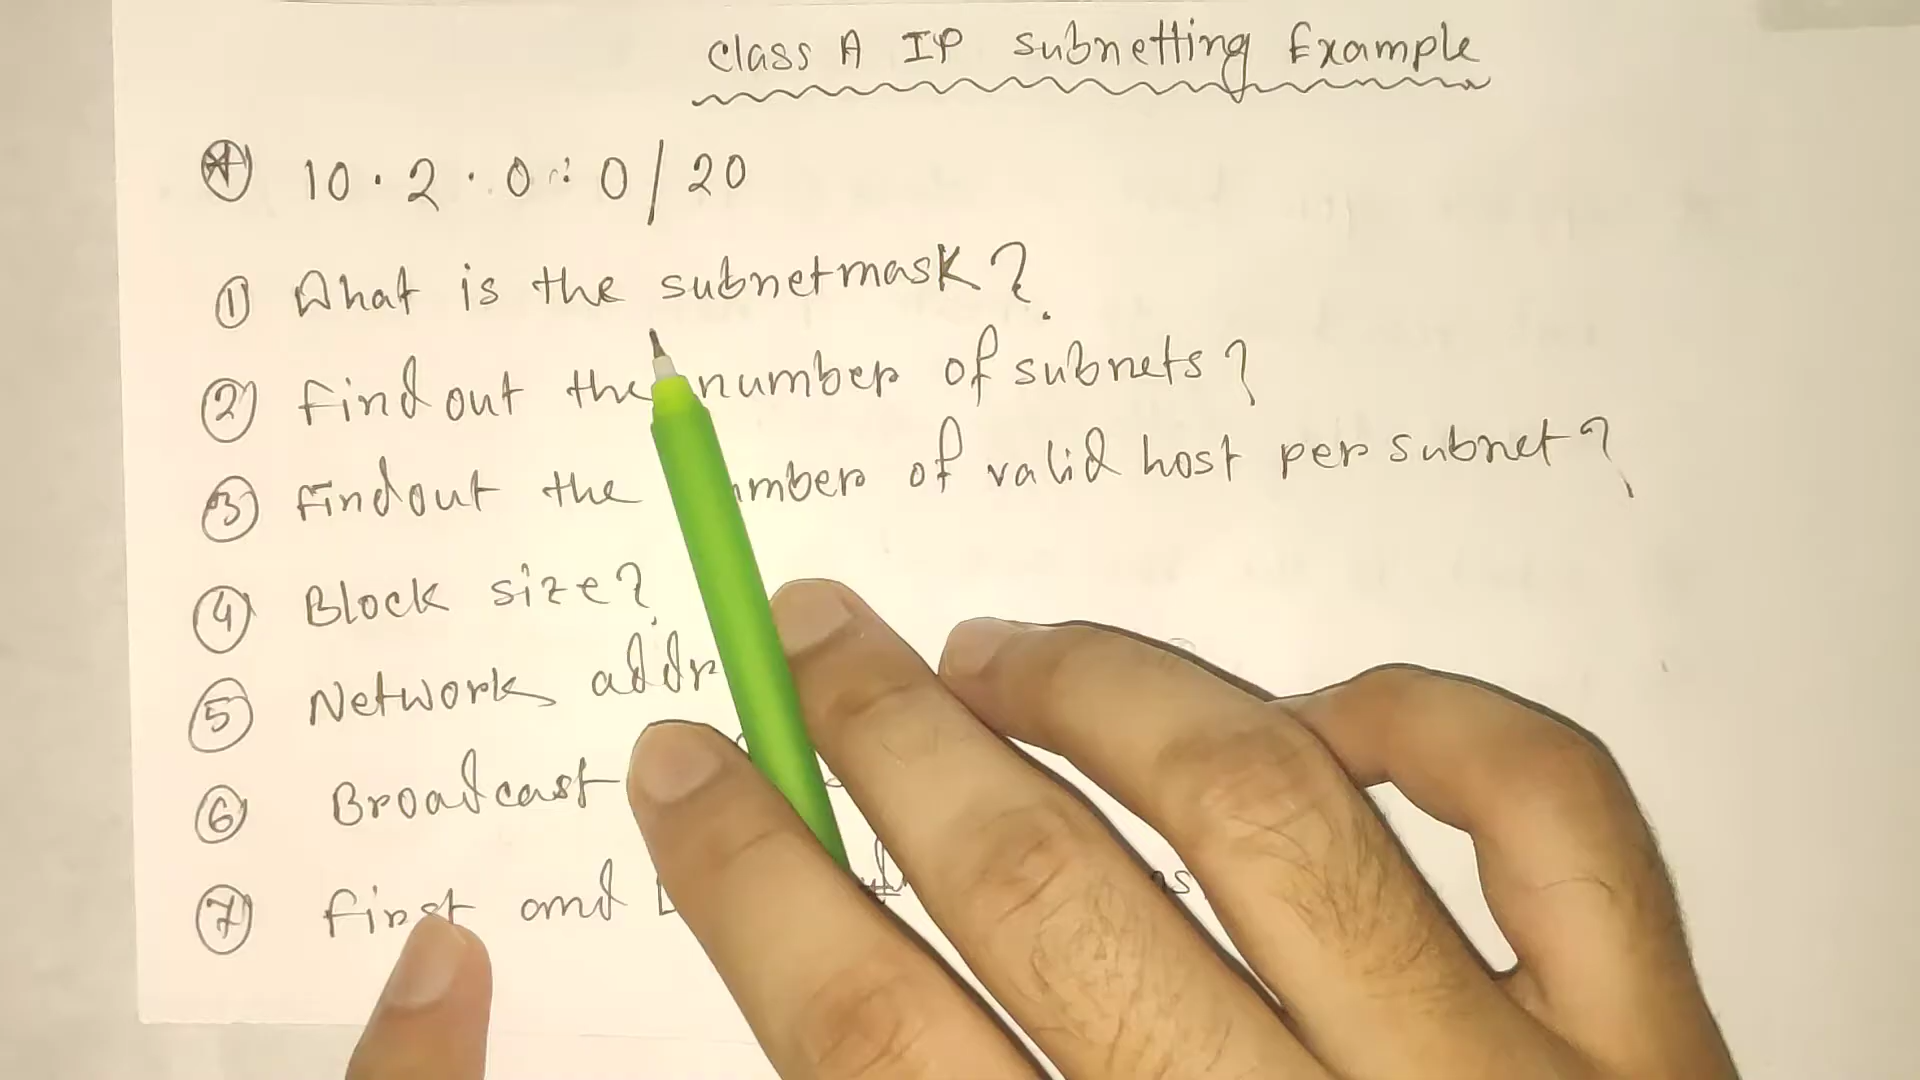 Class A IP Subnetting Example
10.2.0.0/20
① What is the subnetmask?
② Find out the number of subnets?
③ Findout the of valid host per subnet?
④ Block size?
⑤ Network
⑥ Broadcast
⑦ First and